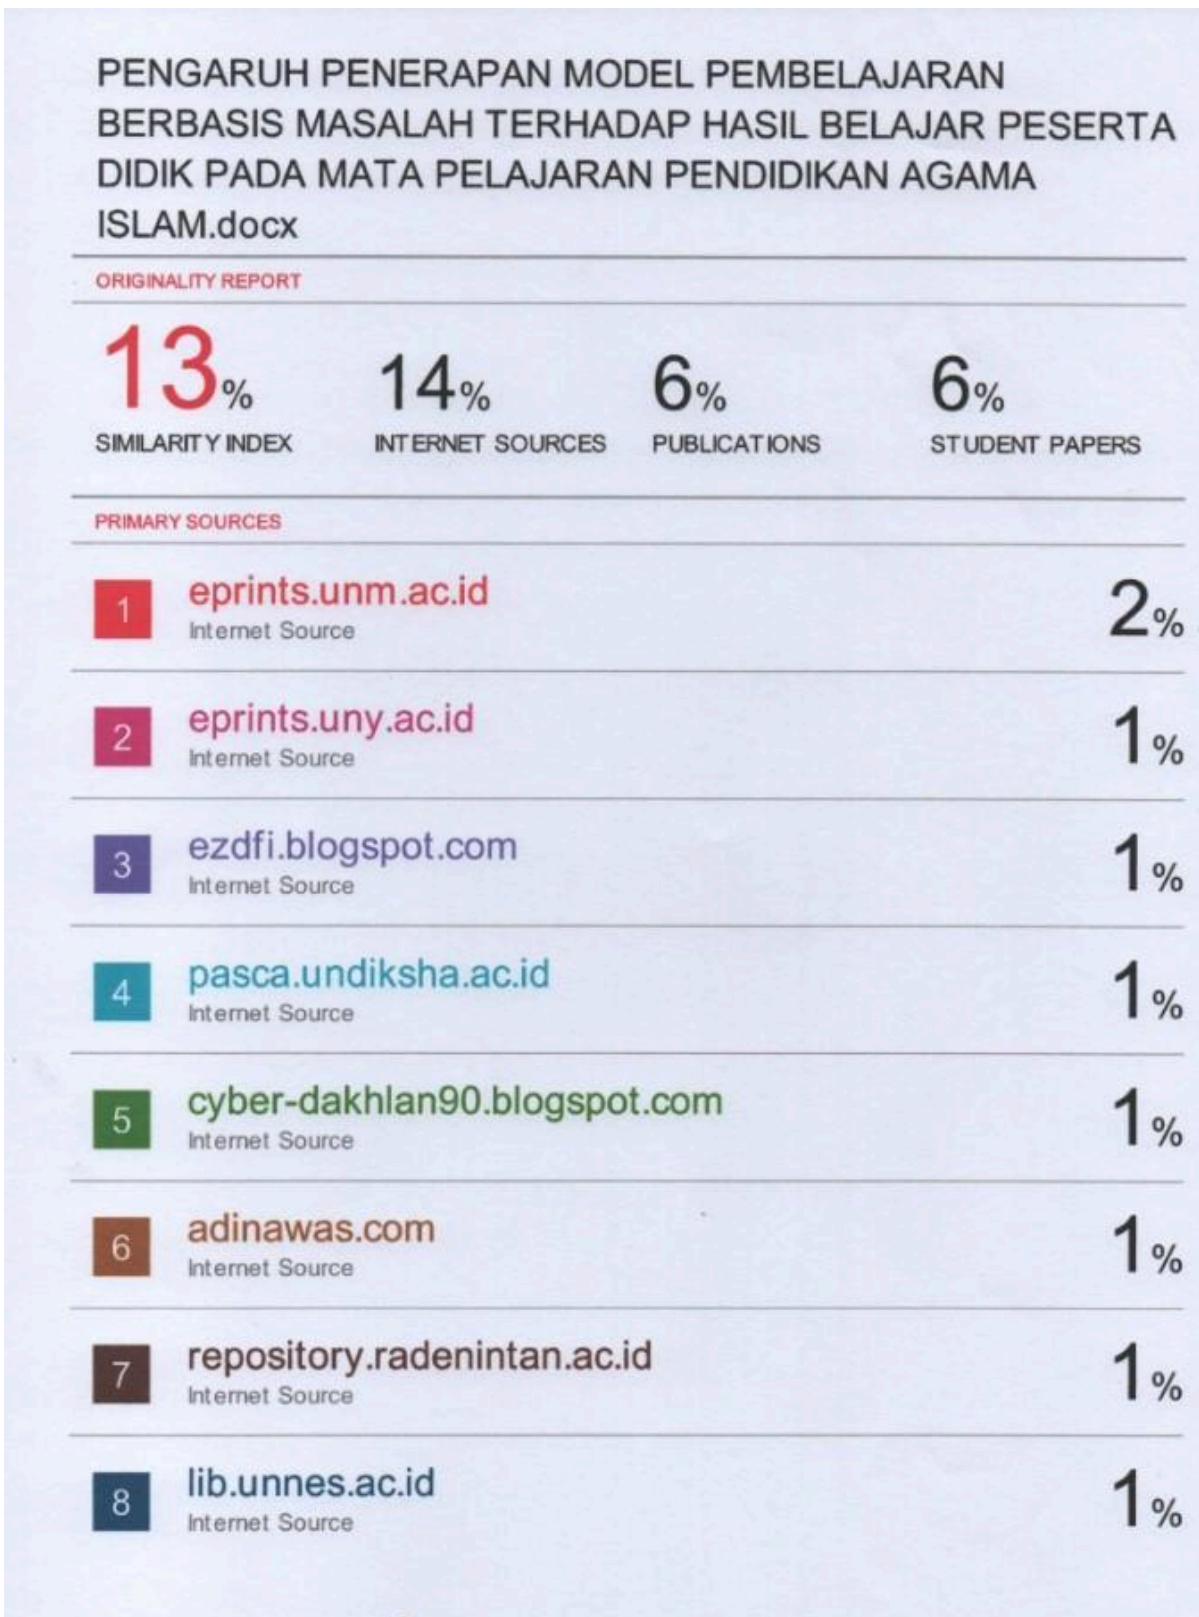 PENGARUH PENERAPAN MODEL PEMBELAJARAN
BERBASIS MASALAH TERHADAP HASIL BELAJAR PESERTA
DIDIK PADA MATA PELAJARAN PENDIDIKAN AGAMA
ISLAM.docx
ORIGINALITY REPORT
13% 14% 6% 6%
SIMILARITY INDEX INTERNET SOURCES PUBLICATIONS STUDENT PAPERS
PRIMARY SOURCES
1 eprints.unm.ac.id 2%
Internet Source
2 eprints.uny.ac.id 1%
Internet Source
3 ezdfi.blogspot.com 1%
Internet Source
4 pasca.undiksha.ac.id 1%
Internet Source
5 cyber-dakhlan90.blogspot.com 1%
Internet Source
6 adinawas.com 1%
Internet Source
7 repository.radenintan.ac.id 1%
Internet Source
8 lib.unnes.ac.id 1%
Internet Source